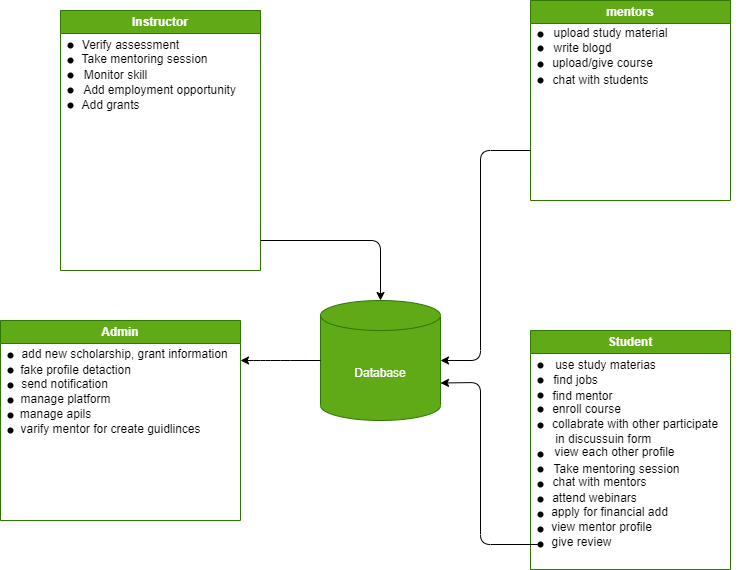 Instructor
Verify assessment
Take mentoring session
Monitor skill
Add employment opportunity
Add grants
mentors
upload study material
write blogd
upload/give course
chat with students
Admin
add new scholarship, grant information
fake profile detaction
send notification
manage platform
manage apils
varify mentor for create guidlinces
Database
Student
use study materias
find jobs
find mentor
enroll course
collabrate with other participate
in discussuin form
view each other profile
Take mentoring session
chat with mentors
attend webinars
apply for financial add
view mentor profile
give review